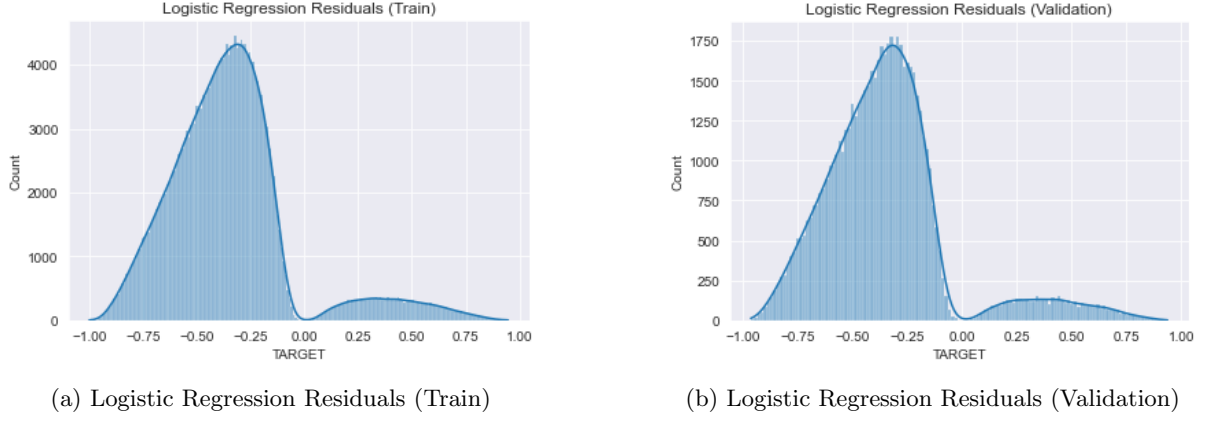 Logistic Regression Residuals (Train)
4000
3000
2000
1000
0
Count
−1.00 −0.75 −0.50 −0.25 0.00 0.25 0.50 0.75 1.00
TARGET
(a) Logistic Regression Residuals (Train)
Logistic Regression Residuals (Validation)
1750
1500
1250
1000
750
500
250
0
Count
−1.00 −0.75 −0.50 −0.25 0.00 0.25 0.50 0.75 1.00
TARGET
(b) Logistic Regression Residuals (Validation)